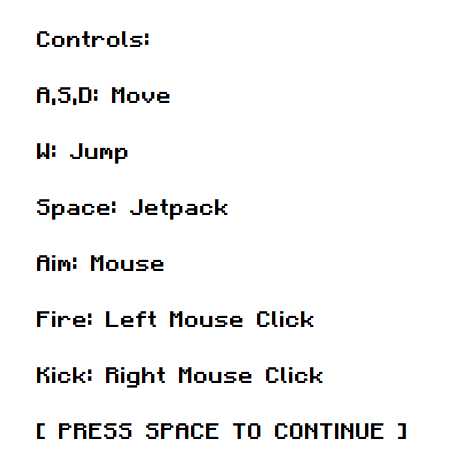 Controls:
A,S,D: Move
W: Jump
Space: Jetpack
Aim: Mouse
Fire: Left Mouse Click
Kick: Right Mouse Click
[ PRESS SPACE TO CONTINUE ]